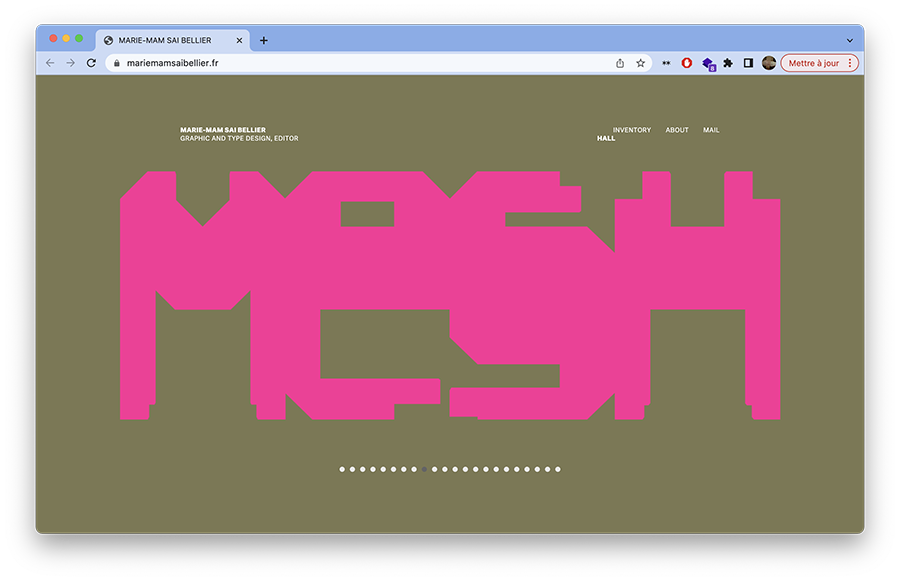 MARIE-MAM SAI BELLIER
mariemamsaibellier.fr
8
Mettre à jour
MARIE-MAM SAI BELLIER
GRAPHIC AND TYPE DESIGN, EDITOR
INVENTORY ABOUT MAIL
HALL
MESH